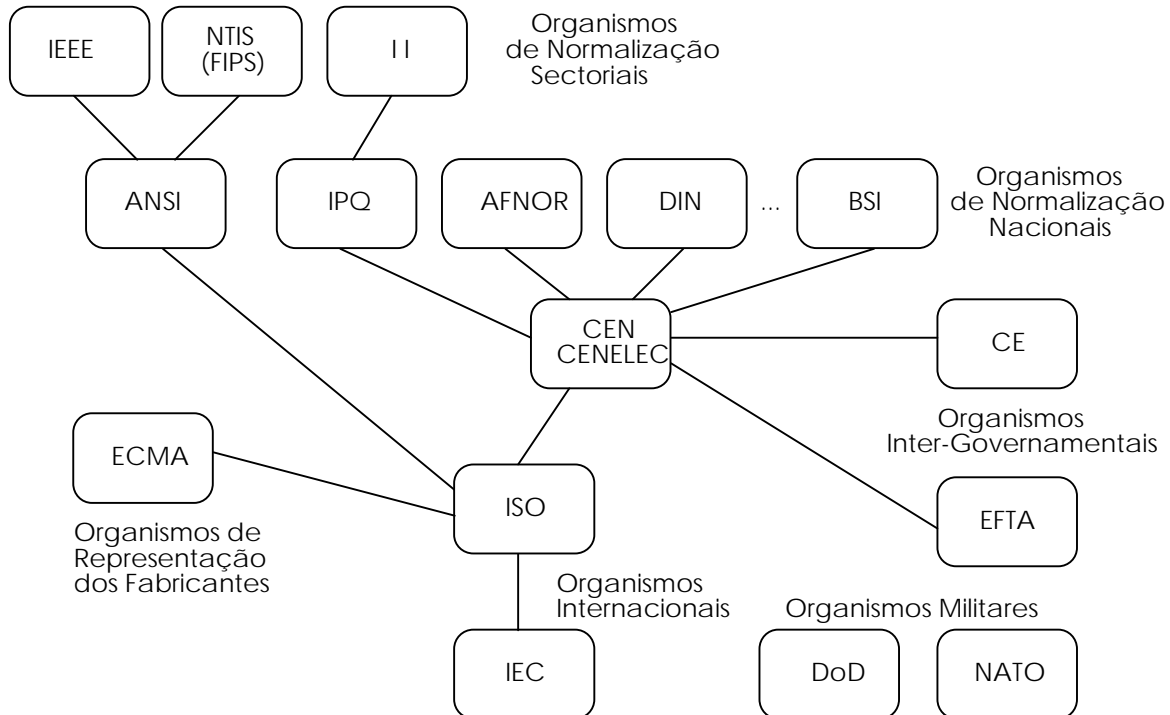 IEEE
NTIS
(FIPS)
I I
Organismos
de Normalização
Sectoriais
ANSI
IPQ
AFNOR
DIN
...
BSI
Organismos
de Normalização
Nacionais
CEN
CENELEC
CE
ECMA
Organismos
Inter-Governamentais
ISO
EFTA
Organismos de
Representação
dos Fabricantes
Organismos
Internacionais
Organismos Militares
IEC
DoD
NATO